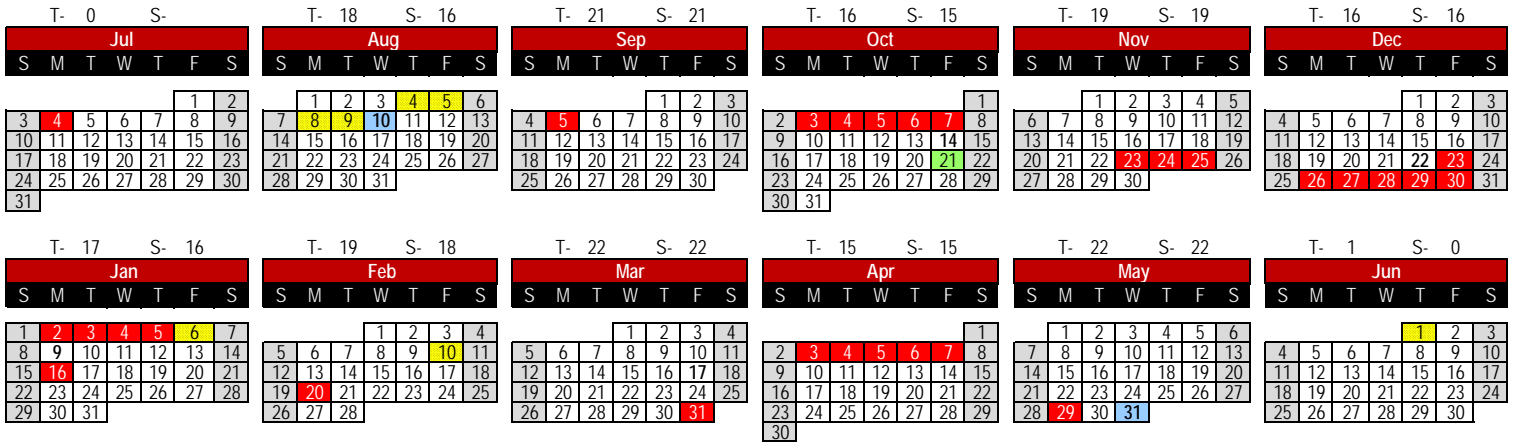 T- 0 S- T- 18 S- 16 T- 21 S- 21 T- 16 S- 15 T- 19 S- 19 T- 16 S- 16
Jul Aug Sep Oct Nov Dec
S M T W T F S S M T W T F S S M T W T F S S M T W T F S S M T W T F S S M T W T F S
1 2 1 2 3 4 5 6 1 2 3 1 1 2 3 4 5 1 2 3
3 4 5 6 7 8 9 7 8 9 10 11 12 13 4 5 6 7 8 9 10 2 3 4 5 6 7 8 6 7 8 9 10 11 12 4 5 6 7 8 9 10
10 11 12 13 14 15 16 14 15 16 17 18 19 20 11 12 13 14 15 16 17 9 10 11 12 13 14 15 13 14 15 16 17 18 19 11 12 13 14 15 16 17
17 18 19 20 21 22 23 21 22 23 24 25 26 27 18 19 20 21 22 23 24 16 17 18 19 20 21 22 20 21 22 23 24 25 26 18 19 20 21 22 23 24
24 25 26 27 28 29 30 28 29 30 31 25 26 27 28 29 30 23 24 25 26 27 28 29 27 28 29 30 25 26 27 28 29 30 31
31 30 31
T- 17 S- 16 T- 19 S- 18 T- 22 S- 22 T- 15 S- 15 T- 22 S- 22 T- 1 S- 0
Jan Feb Mar Apr May Jun
S M T W T F S S M T W T F S S M T W T F S S M T W T F S S M T W T F S S M T W T F S
1 2 3 4 5 6 7 1 2 3 4 1 2 3 4 1 1 2 3 4 5 6 1 2 3
8 9 10 11 12 13 14 5 6 7 8 9 10 11 5 6 7 8 9 10 11 2 3 4 5 6 7 8 7 8 9 10 11 12 13 4 5 6 7 8 9 10
15 16 17 18 19 20 21 12 13 14 15 16 17 18 12 13 14 15 16 17 18 9 10 11 12 13 14 15 14 15 16 17 18 19 20 11 12 13 14 15 16 17
22 23 24 25 26 27 28 19 20 21 22 23 24 25 19 20 21 22 23 24 25 16 17 18 19 20 21 22 21 22 23 24 25 26 27 18 19 20 21 22 23 24
29 30 31 26 27 28 26 27 28 29 30 31 23 24 25 26 27 28 29 28 29 30 31 25 26 27 28 29 30
30